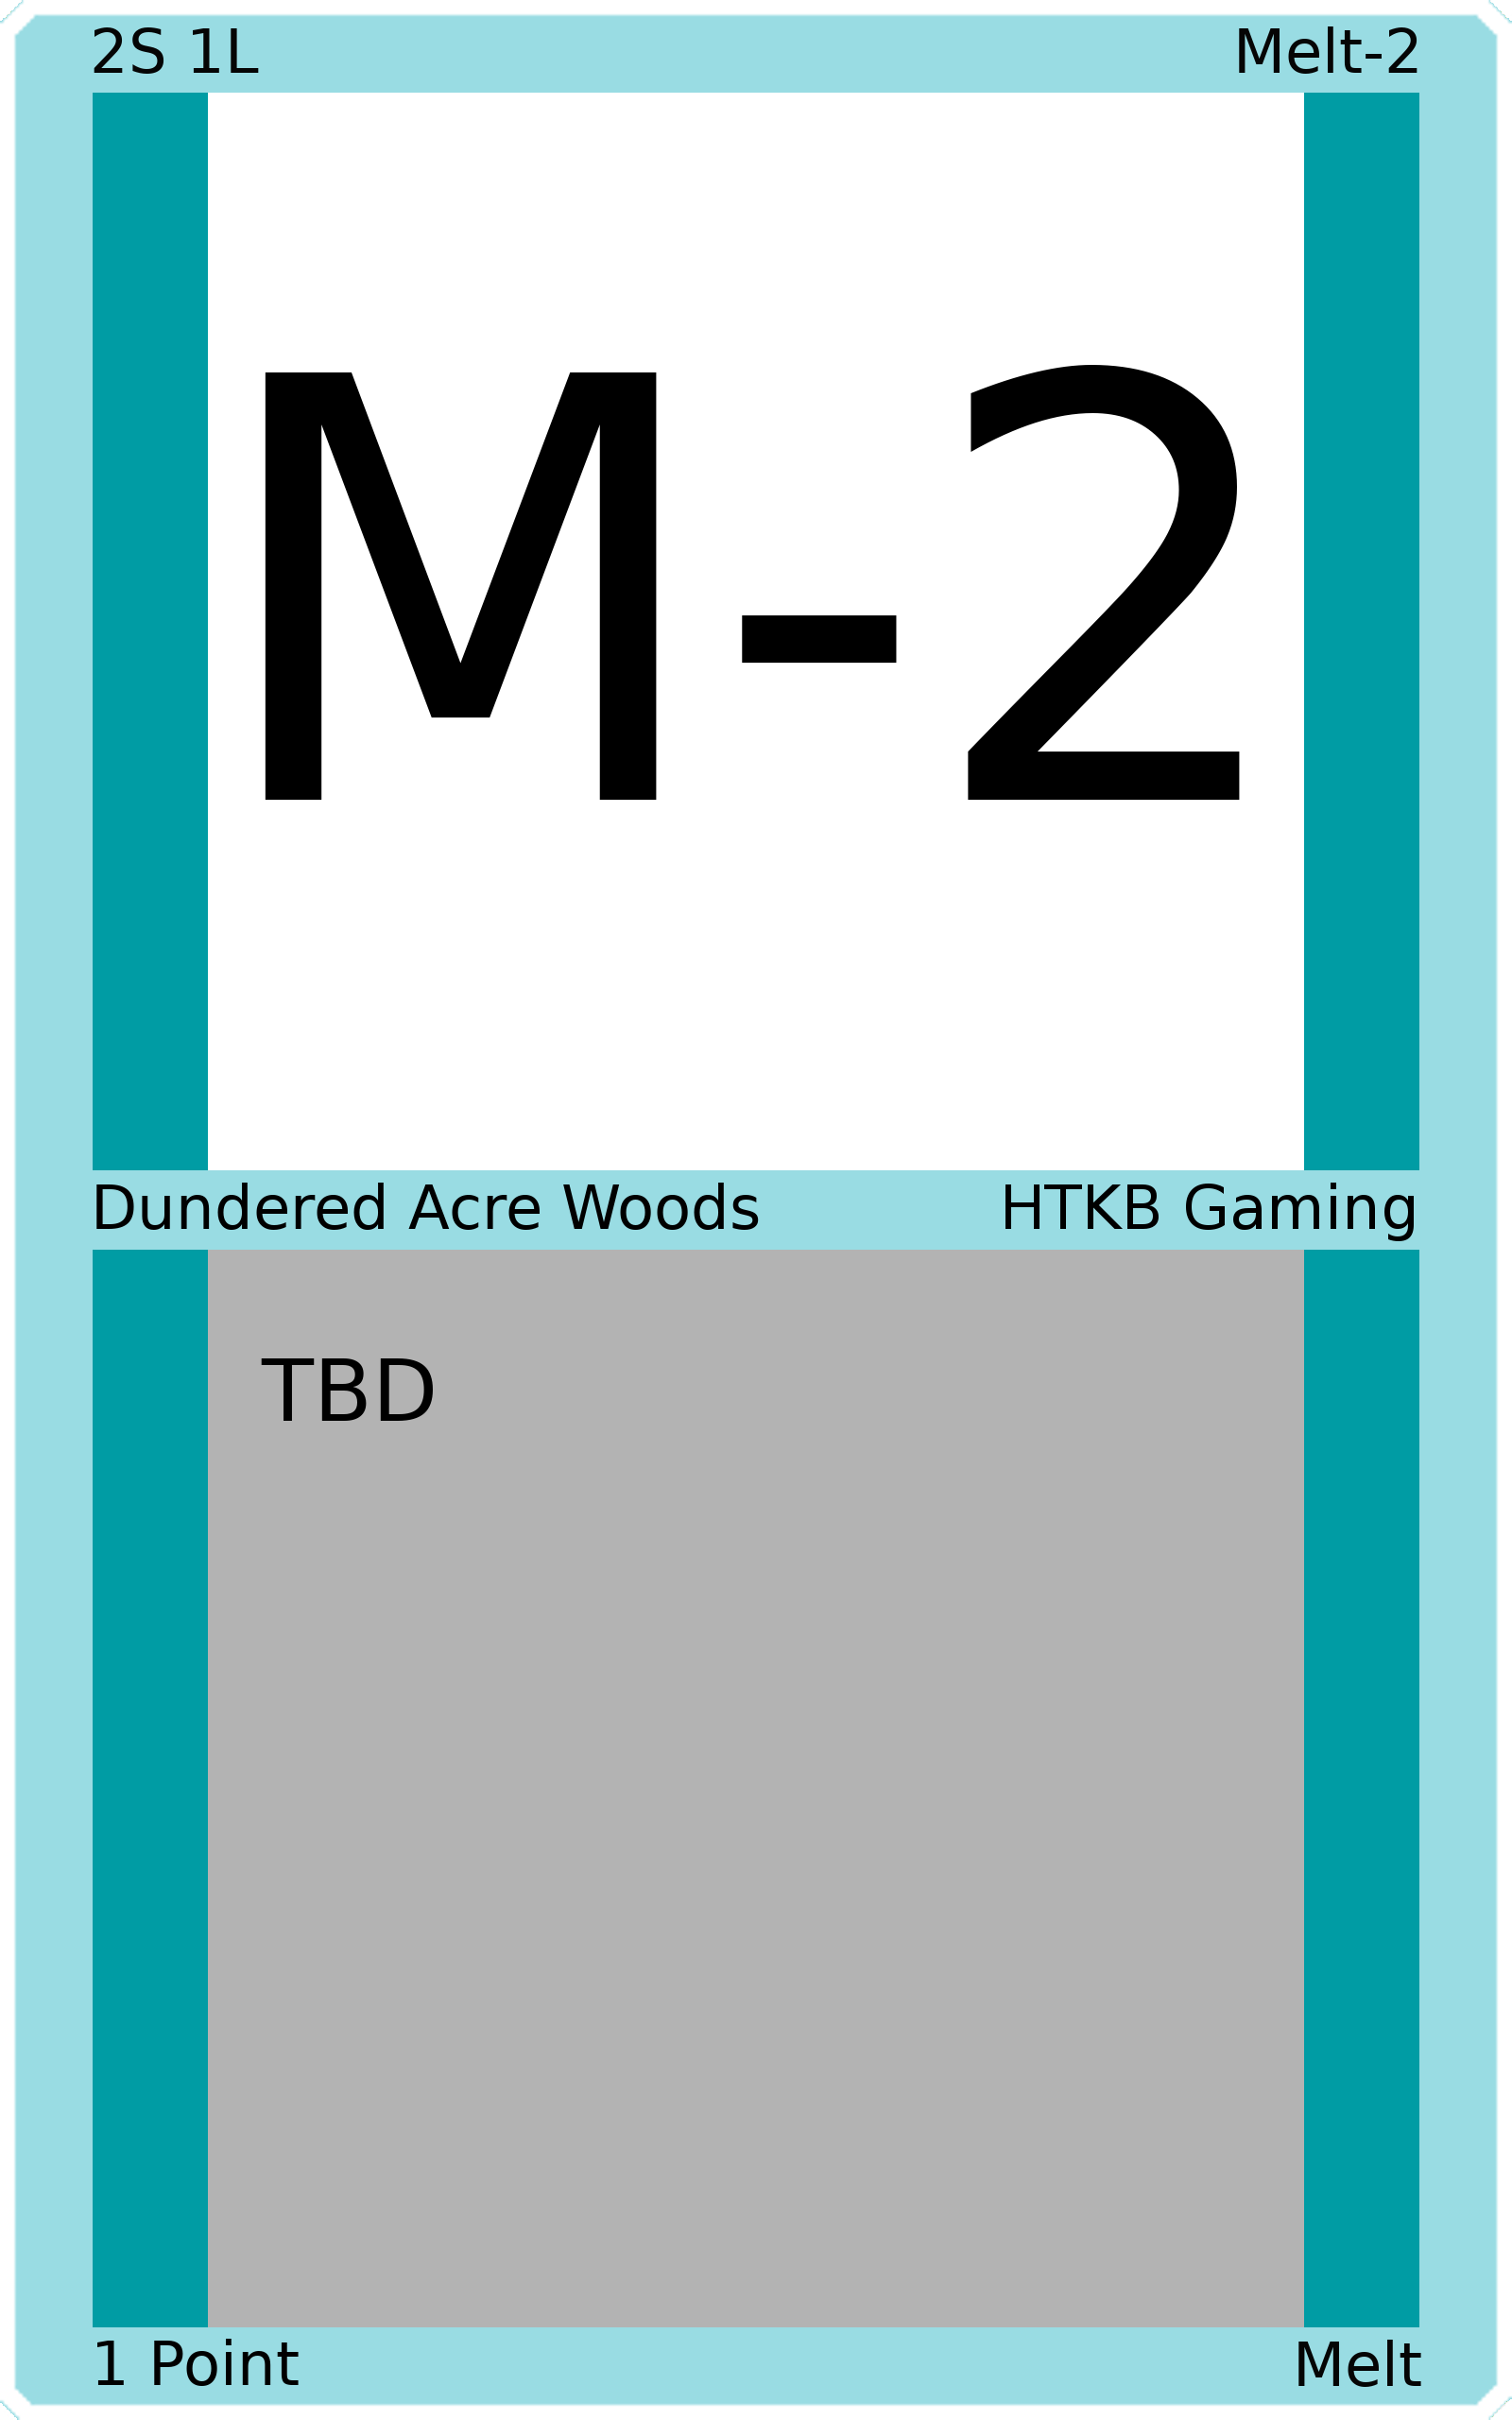 2S 1L Melt-2
M-2
Dundered Acre Woods HTKB Gaming
TBD
1 Point Melt